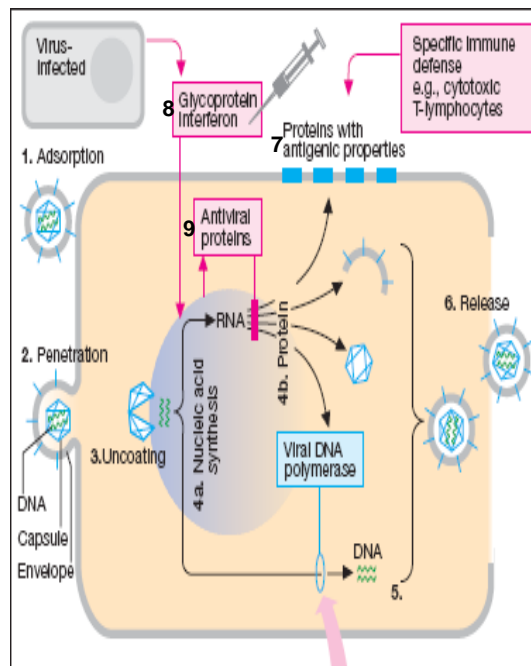 Virus-
infected
8 Glycoprotein
interferon
Specific immune
defense
e.g., cytotoxic
T-lymphocytes
7 Proteins with
antigenic properties
1. Adsorption
9 Antiviral
proteins
RNA
4a. Nucleic acid
synthesis
4b. Protein
6. Release
2. Penetration
3.Uncoating
Viral DNA
polymerase
DNA
Capsule
Envelope
DNA
5.